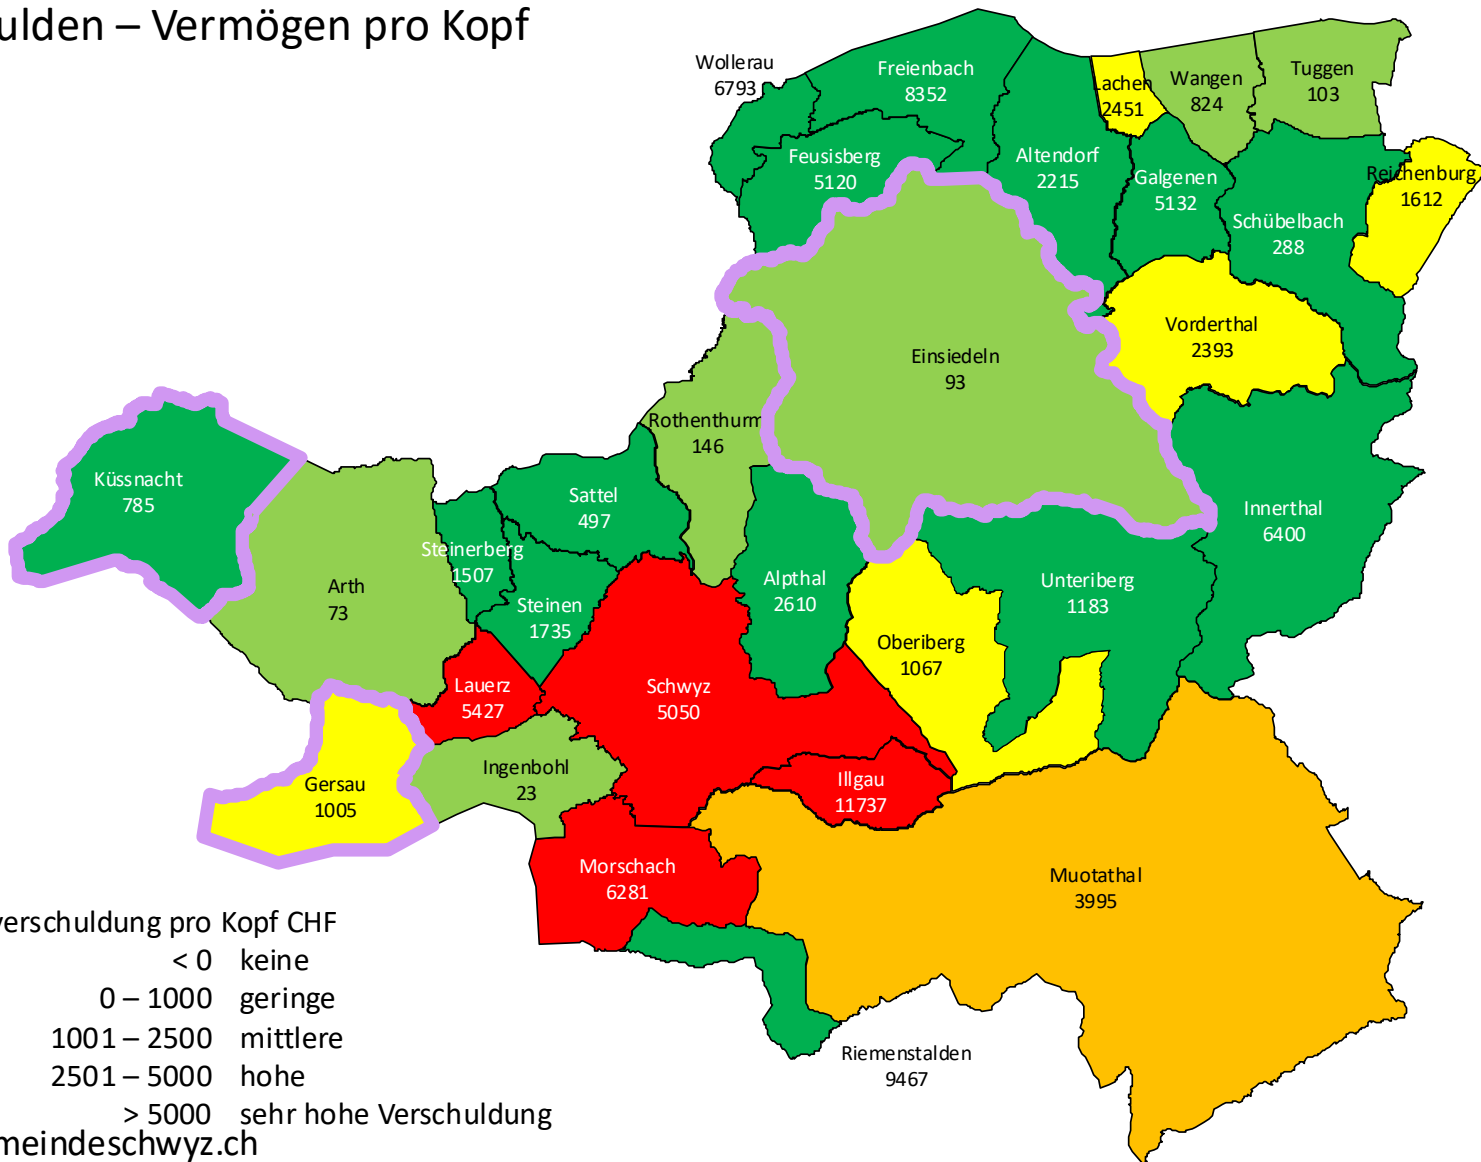 ulden – Vermögen pro Kopf
Wollerau
6793
Freienbach
8352
Lachen
2451
Wangen
824
Tuggen
103
Feusisberg
5120
Altendorf
2215
Galgenen
5132
Schübelbach
288
Reichenburg
1612
Vorderthal
2393
Einsiedeln
93
Rothenthurm
146
Küssnacht
785
Sattel
497
Innerthal
6400
Steinerberg
1507
Arth
73
Steinen
1735
Alpthal
2610
Unteriberg
1183
Oberiberg
1067
Lauerz
5427
Schwyz
5050
Gersau
1005
Ingenbohl
23
Illgau
11737
Morschach
6281
Muotathal
3995
Riemenstalden
9467
verschuldung pro Kopf CHF
< 0 keine
0 – 1000 geringe
1001 – 2500 mittlere
2501 – 5000 hohe
> 5000 sehr hohe Verschuldung
meindeschwyz.ch